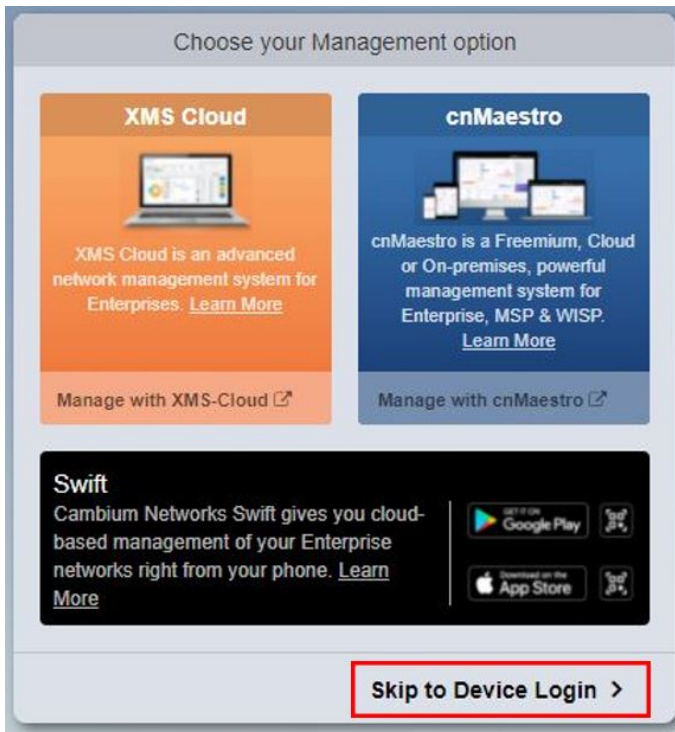 Choose your Management option
XMS Cloud
XMS Cloud is an advanced
network management system for
Enterprises. Learn More
Manage with XMS-Cloud
cnMaestro
cnMaestro is a Freemium, Cloud
or On-premises, powerful
management system for
Enterprise, MSP & WISP.
Learn More
Manage with cnMaestro
Swift
Cambium Networks Swift gives you cloud-
based management of your Enterprise
networks right from your phone. Learn
More
GET IT ON
Google Play
Download on the
App Store
Skip to Device Login >